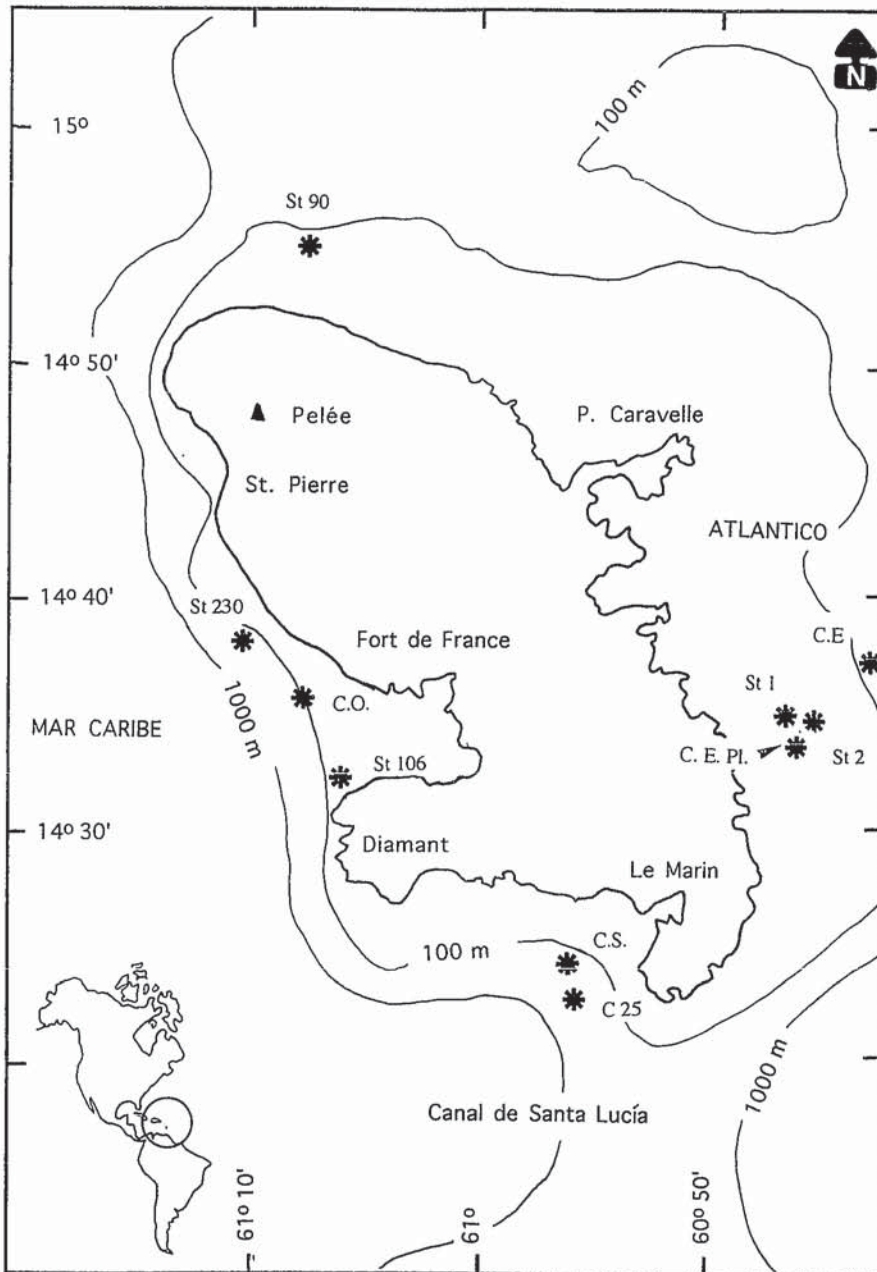 N
100 m
15º
St 90
14º 50'
Pelée
P. Caravelle
St. Pierre
ATLANTICO
14º 40'
St 230
Fort de France
C.E
St 1
C.O.
1000 m
MAR CARIBE
St 106
C. E. Pl.
St 2
14º 30'
Diamant
Le Marin
100 m
C.S.
C 25
1000 m
Canal de Santa Lucía
61º 10'
61º
60º 50'